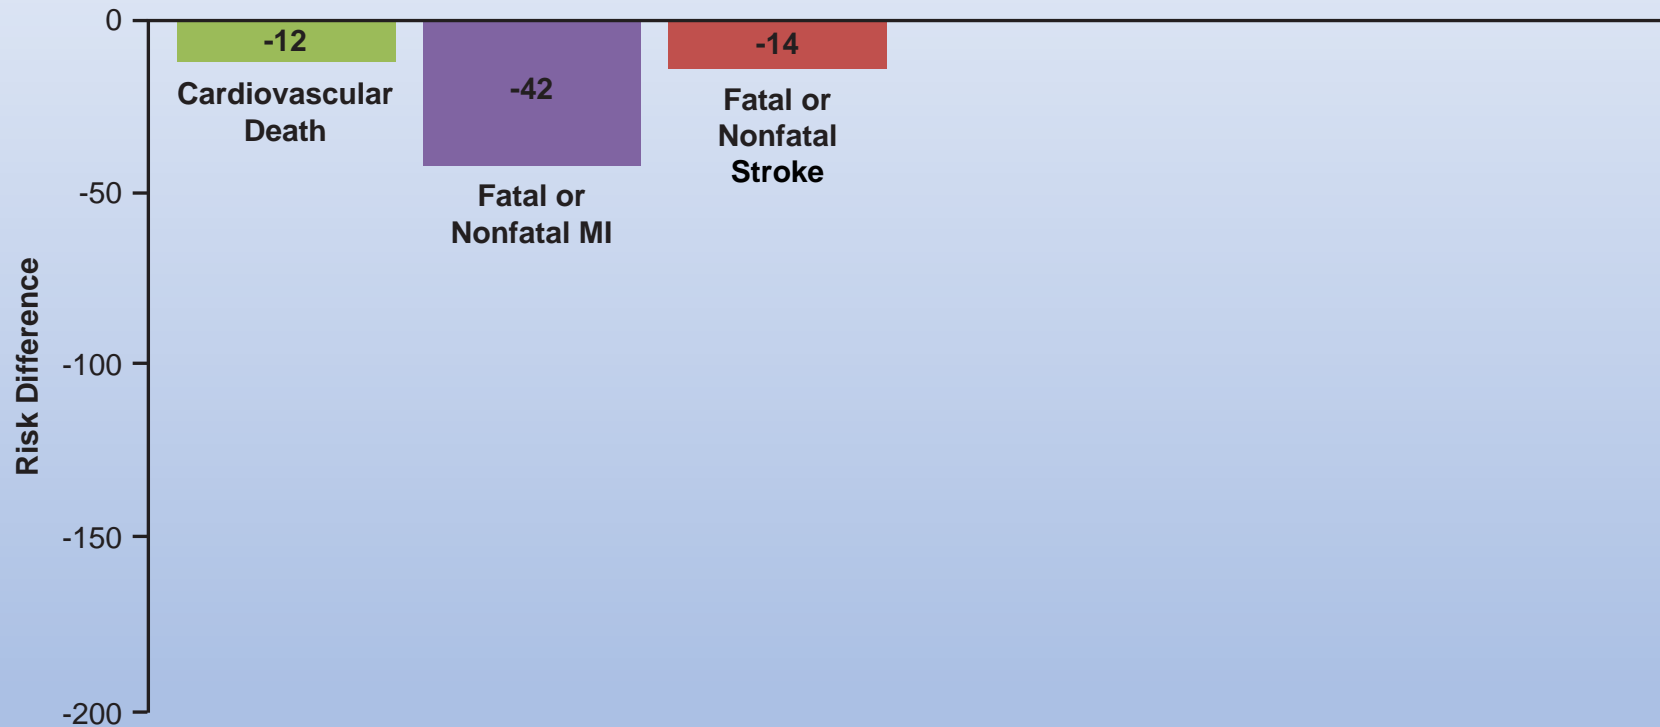 0
-12
-42
-14
Cardiovascular
Death
Fatal or
Nonfatal MI
Fatal or
Nonfatal
Stroke
-50
-100
-150
-200
Risk Difference